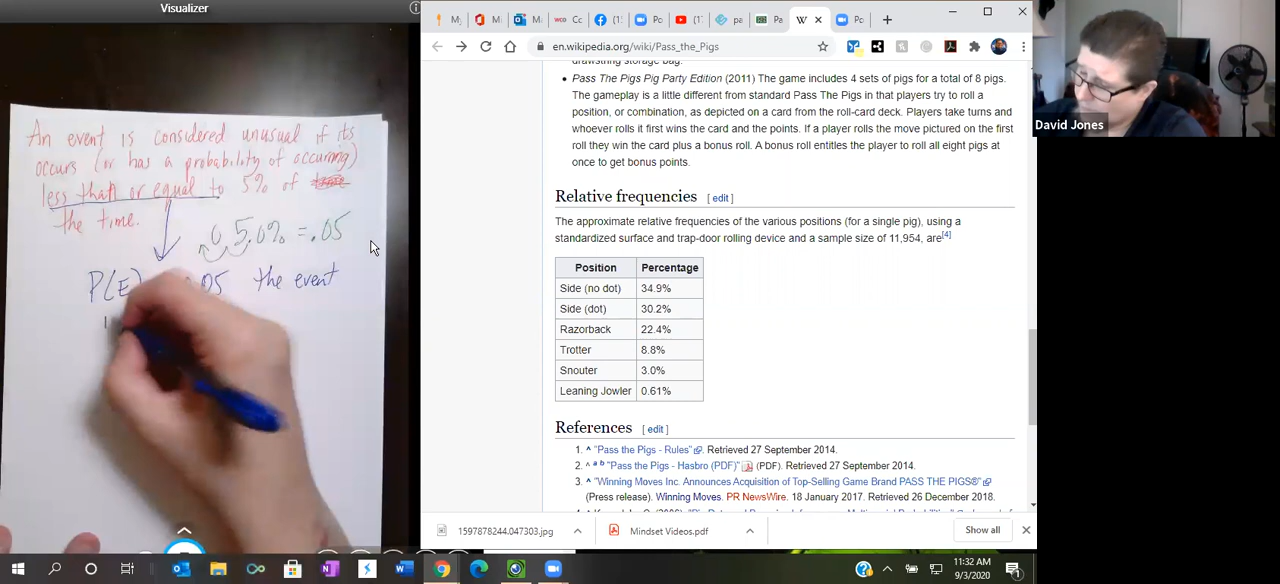 Visualizer
An event is considered unusual if its
occurs (or has a probability of occuring)
less than or equal to 5% of
the time.
0 5.0% = .05
P(E) .05 the event
en.wikipedia.org/wiki/Pass_the_Pigs
drawstring storage bag.
Pass The Pigs Pig Party Edition (2011) The game includes 4 sets of pigs for a total of 8 pigs.
The gameplay is a little different from standard Pass The Pigs in that players try to roll a
position, or combination, as depicted on a card from the roll-card deck. Players take turns and
whoever rolls it first wins the card and the points. If a player rolls the move pictured on the first
roll they win the card plus a bonus roll. A bonus roll entitles the player to roll all eight pigs at
once to get bonus points.
Relative frequencies [ edit ]
The approximate relative frequencies of the various positions (for a single pig), using a
standardized surface and trap-door rolling device and a sample size of 11,954, are[4]
Position Percentage
Side (no dot) 34.9%
Side (dot) 30.2%
Razorback 22.4%
Trotter 8.8%
Snouter 3.0%
Leaning Jowler 0.61%
References [ edit ]
1. ^ "Pass the Pigs - Rules". Retrieved 27 September 2014.
2. ^ a b "Pass the Pigs - Hasbro (PDF)" (PDF). Retrieved 27 September 2014.
3. ^ "Winning Moves Inc. Announces Acquisition of Top-Selling Game Brand PASS THE PIGS®"
(Press release). Winning Moves. PR NewsWire. 18 January 2017. Retrieved 26 December 2018.
1597878244.047303.jpg
Mindset Videos.pdf
Show all
David Jones
11:32 AM
9/3/2020